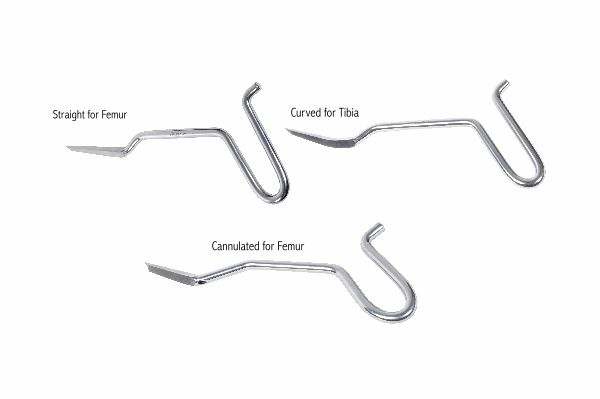 Straight for Femur
Curved for Tibia
Cannulated for Femur